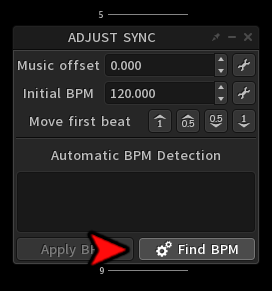 5
ADJUST SYNC
Music offset 0.000
Initial BPM 120.000
Move first beat 1 0.5 0.5 1
Automatic BPM Detection
Apply Find BPM
9